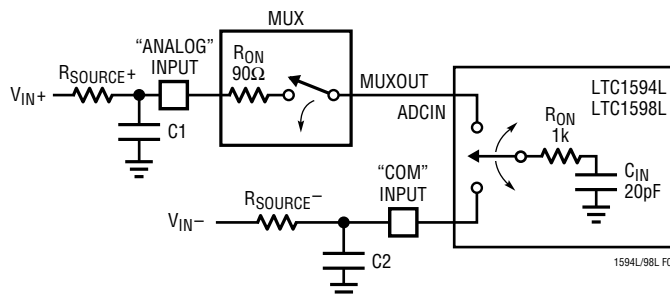 MUX
“ANALOG”
INPUT
RON
90Ω
MUXOUT
RSOURCE+
VIN+
C1
ADCIN
LTC1594L
LTC1598L
RON
1k
CIN
20pF
“COM”
INPUT
RSOURCE–
VIN–
C2